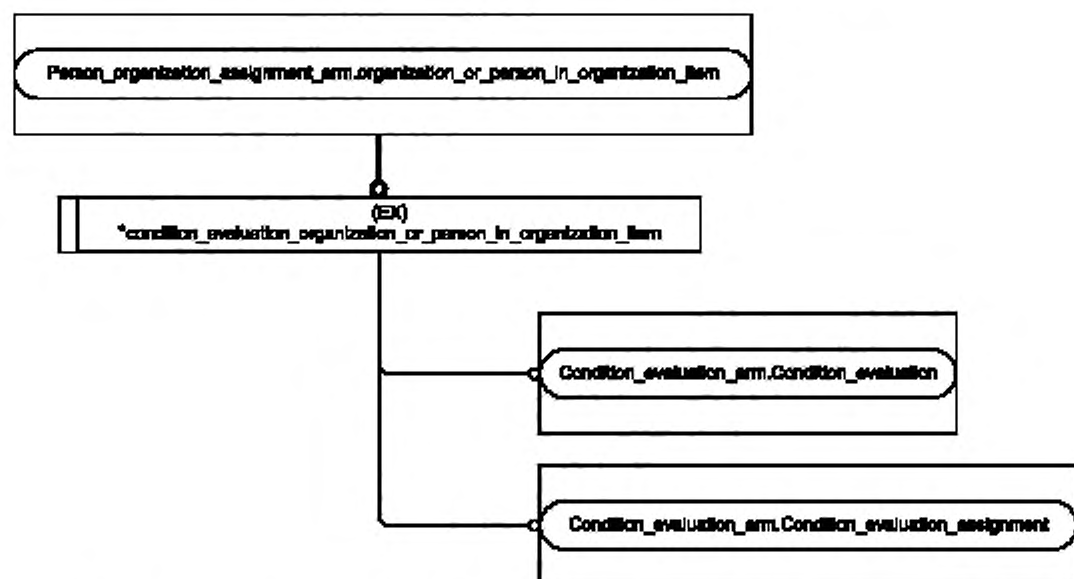 Person_organization_assignment_arm.organization_or_person_in_organization_item
(EX)
*condition_evaluation_organization_or_person_in_organization_item
Condition_evaluation_arm.Condition_evaluation
Condition_evaluation_arm.Condition_evaluation_assignment